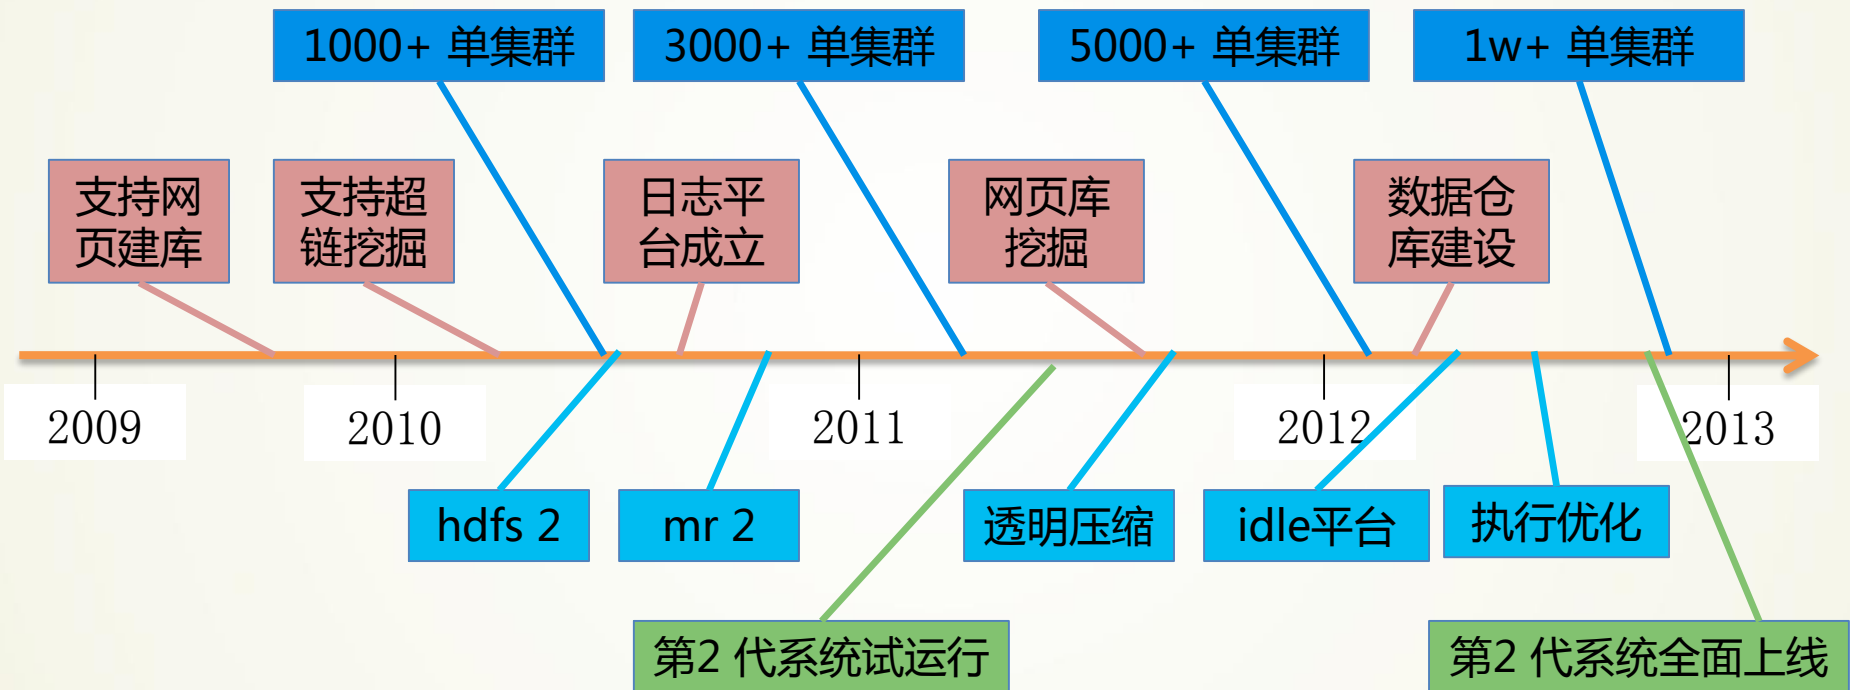 1000+ 单集群
3000+ 单集群
5000+ 单集群
1w+ 单集群
支持网
页建库
支持超
链挖掘
日志平
台成立
网页库
挖掘
数据仓
库建设
2009
2010
2011
2012
2013
hdfs 2
mr 2
透明压缩
idle平台
执行优化
第2 代系统试运行
第2 代系统全面上线